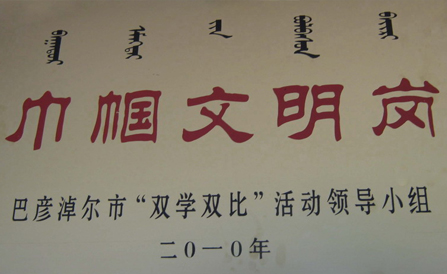 巾帼文明岗
巴彦淖尔市“双学双比”活动领导小组
二〇一〇年